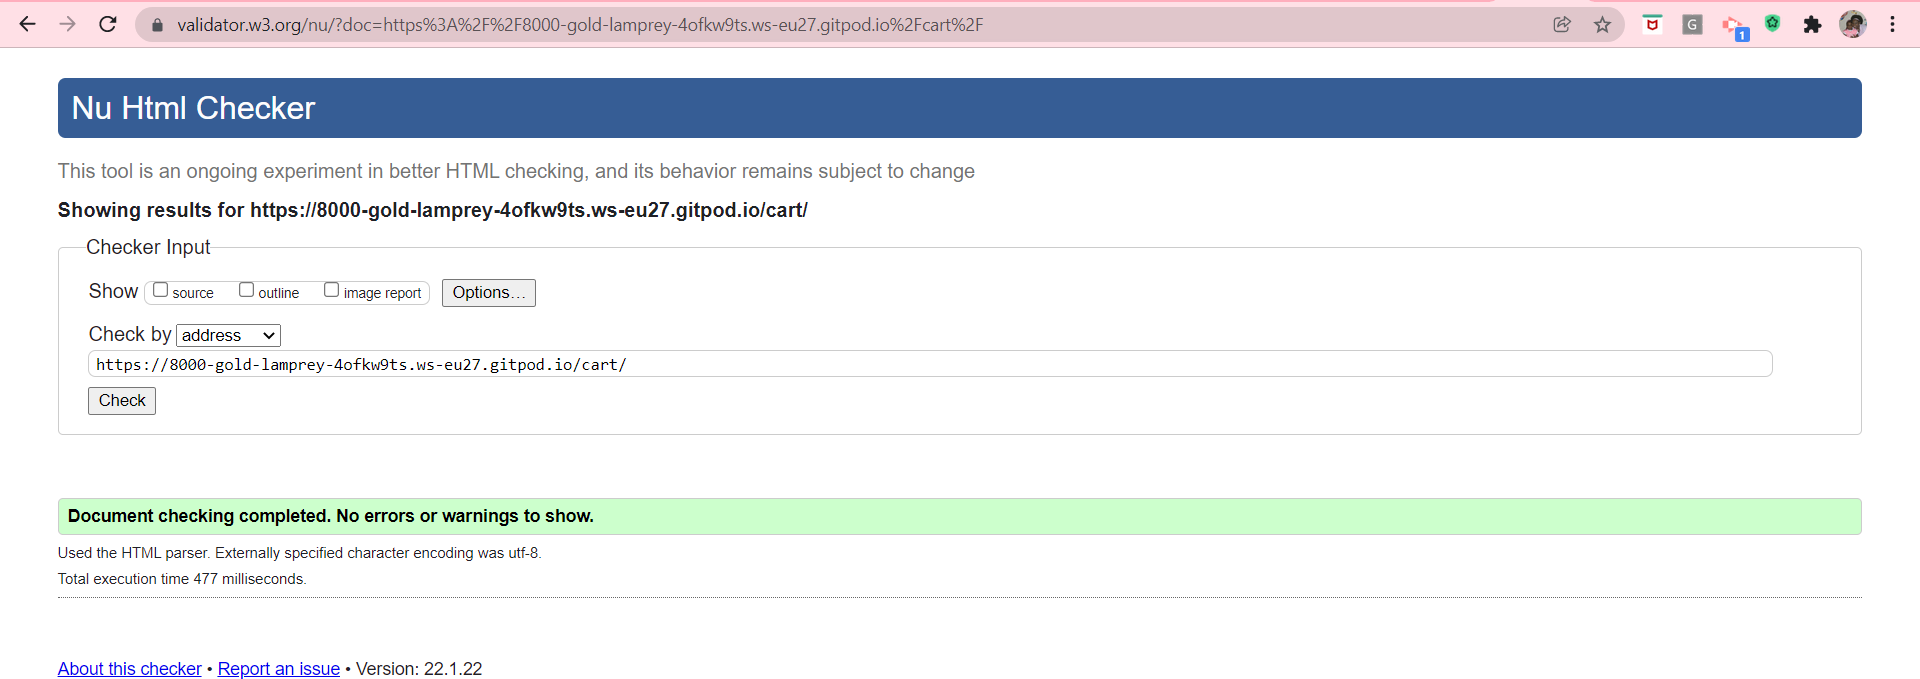 validator.w3.org/nu/?doc=https%3A%2F%2F8000-gold-lamprey-4ofkw9ts.ws-eu27.gitpod.io%2Fcart%2F
G
1
Nu Html Checker
This tool is an ongoing experiment in better HTML checking, and its behavior remains subject to change
Showing results for https://8000-gold-lamprey-4ofkw9ts.ws-eu27.gitpod.io/cart/
Checker Input
Show source outline image report Options...
Check by address
https://8000-gold-lamprey-4ofkw9ts.ws-eu27.gitpod.io/cart/
Check
Document checking completed. No errors or warnings to show.
Used the HTML parser. Externally specified character encoding was utf-8.
Total execution time 477 milliseconds.
About this checker • Report an issue • Version: 22.1.22